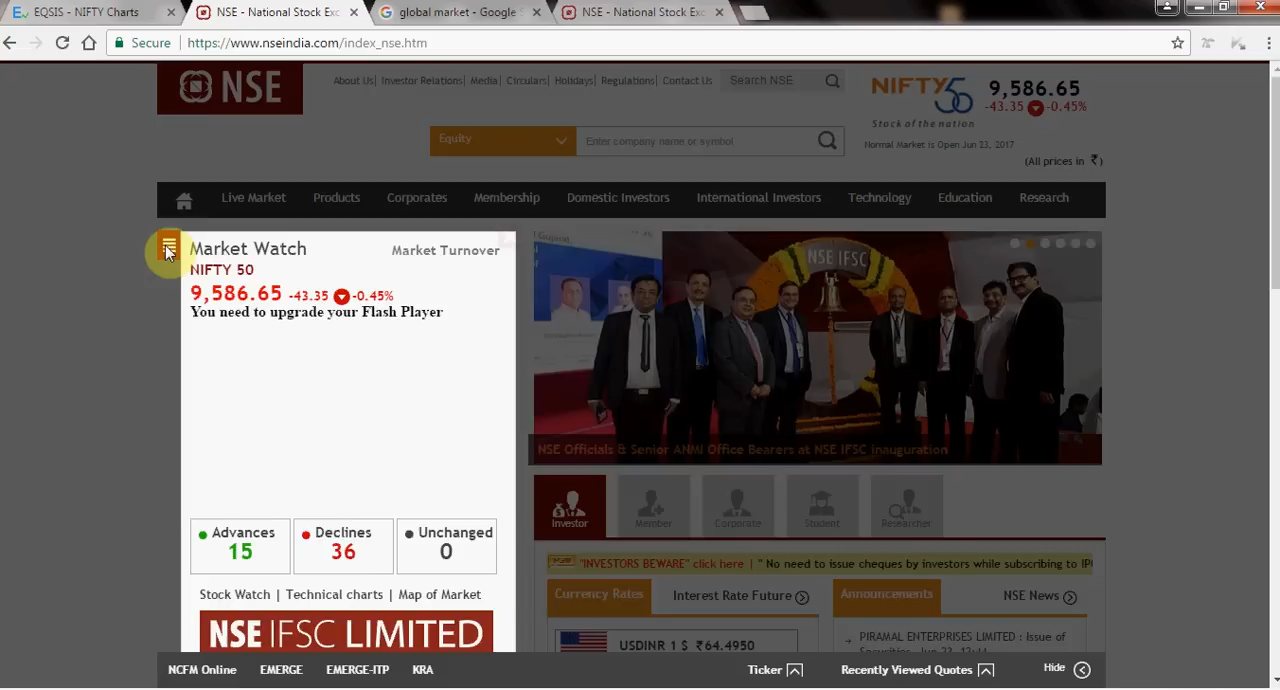 EQSIS - NIFTY Charts
NSE - National Stock Exc
global market - Google S
NSE - National Stock Exc
Secure
https://www.nseindia.com/index_nse.htm
NSE
About Us| Investor Relations| Media| Circulars| Holidays| Regulations| Contact Us
Search NSE
NIFTY 50
Stock of the nation
9,586.65
-43.35 -0.45%
Normal Market is Open Jun 23, 2017
(All prices in ₹)
Equity
Enter company name or symbol
Live Market Products Corporates Membership Domestic Investors International Investors Technology Education Research
Market Watch
Market Turnover
NIFTY 50
9,586.65 -43.35 -0.45%
You need to upgrade your Flash Player
Advances
15
Declines
36
Unchanged
0
Stock Watch | Technical charts | Map of Market
NSE IFSC LIMITED
NSE IFSC
NSE Officials & Senior ANMI Office Bearers at NSE IFSC inauguration
Investor
Member
Corporate
Student
Researcher
"INVESTORS BEWARE" click here | " No need to issue cheques by investors while subscribing to IP
Currency Rates
Interest Rate Future
Announcements
NSE News
USDINR 1 $ ₹64.4950
PIRAMAL ENTERPRISES LIMITED : Issue of
NCFM Online EMERGE EMERGE-ITP KRA
Ticker
Recently Viewed Quotes
Hide